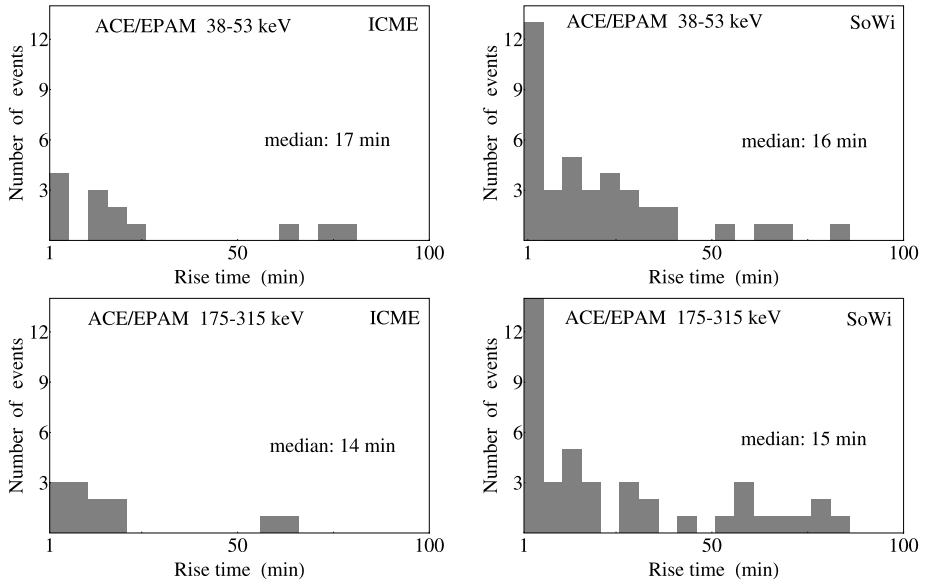 ACE/EPAM 38-53 keV ICME
12
9
6
3
Number of events
median: 17 min
1 50 100
Rise time (min)
ACE/EPAM 38-53 keV SoWi
12
9
6
3
Number of events
median: 16 min
1 50 100
Rise time (min)
ACE/EPAM 175-315 keV ICME
12
9
6
3
Number of events
median: 14 min
1 50 100
Rise time (min)
ACE/EPAM 175-315 keV SoWi
12
9
6
3
Number of events
median: 15 min
1 50 100
Rise time (min)